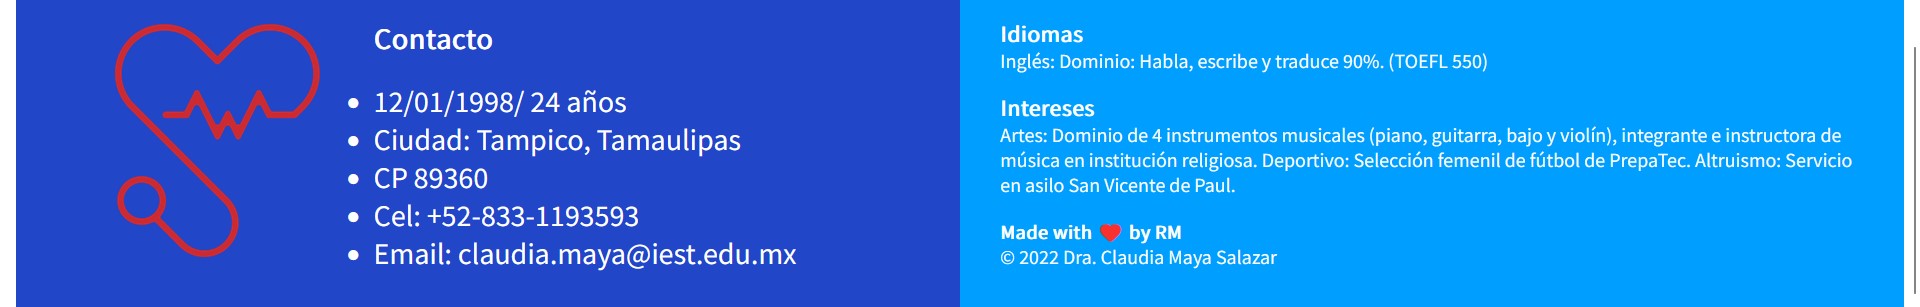 Contacto
12/01/1998/ 24 años
Ciudad: Tampico, Tamaulipas
CP 89360
Cel: +52-833-1193593
Email: claudia.maya@iest.edu.mx
Idiomas
Inglés: Dominio: Habla, escribe y traduce 90%. (TOEFL 550)
Intereses
Artes: Dominio de 4 instrumentos musicales (piano, guitarra, bajo y violín), integrante e instructora de
música en institución religiosa. Deportivo: Selección femenil de fútbol de PrepaTec. Altruismo: Servicio
en asilo San Vicente de Paul.
Made with ❤️ by RM
© 2022 Dra. Claudia Maya Salazar